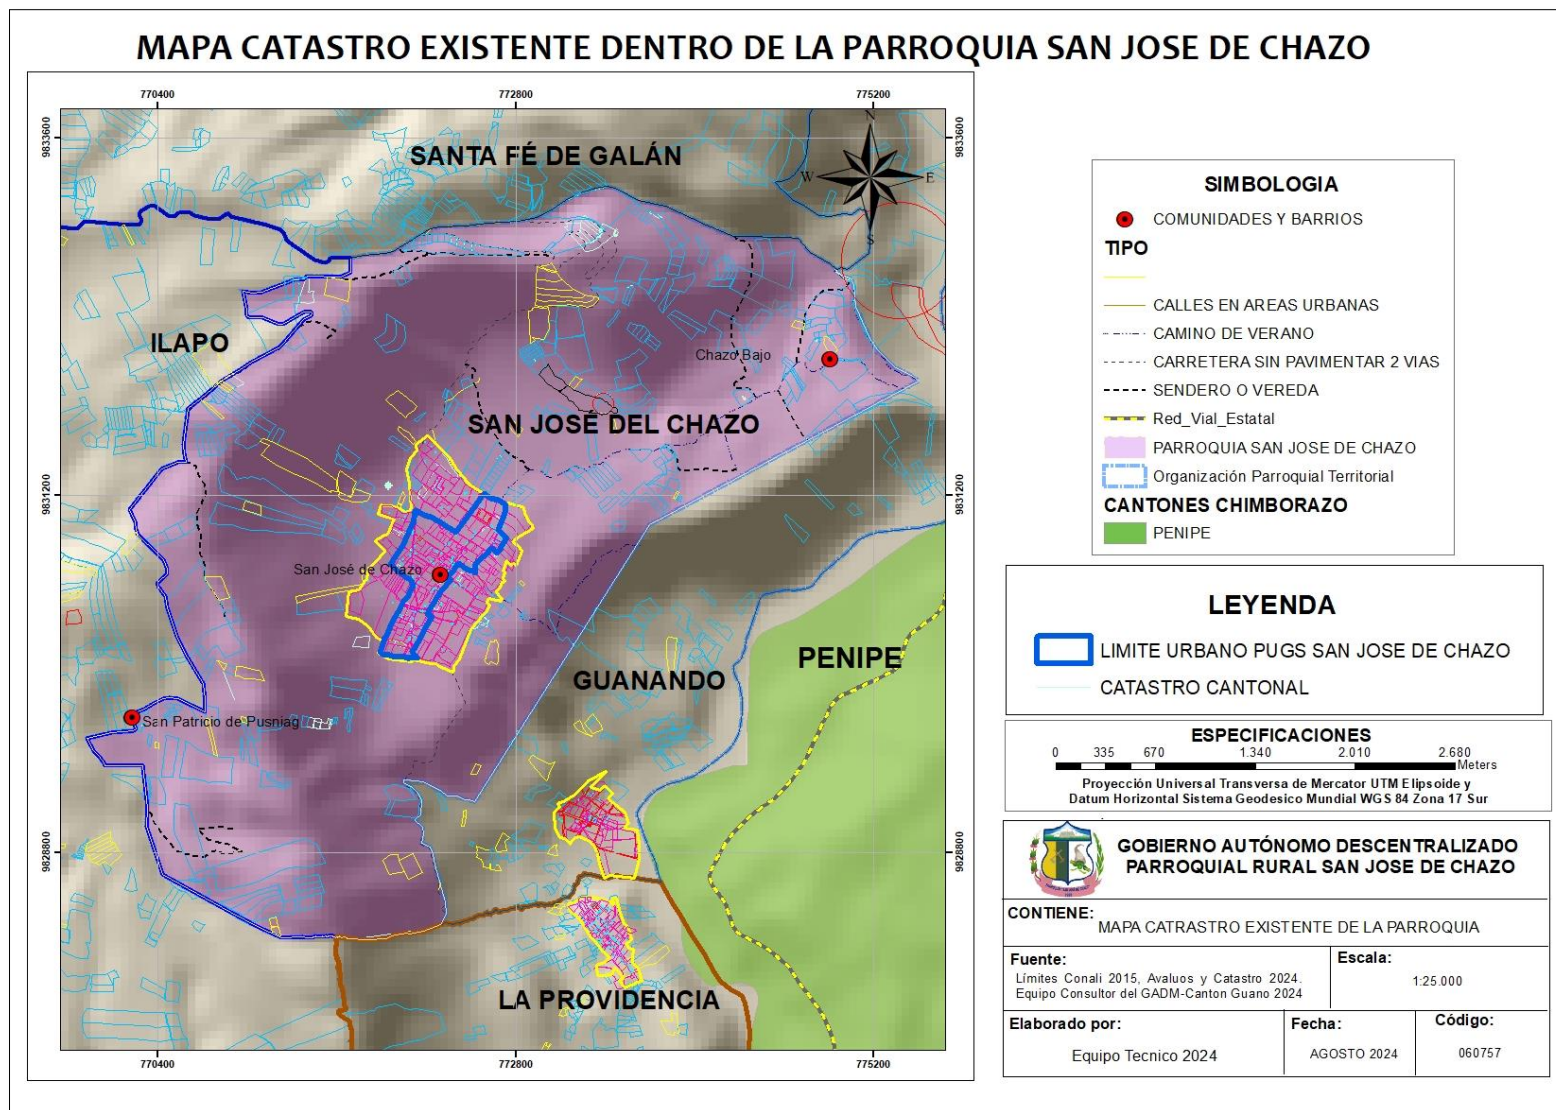 MAPA CATASTRO EXISTENTE DENTRO DE LA PARROQUIA SAN JOSE DE CHAZO
770400
772800
775200
9833600
9833600
9831200
9831200
9828800
9828800
770400
772800
775200
N
W
E
S
SANTA FÉ DE GALÁN
ILAPO
Chazo Bajo
SAN JOSÉ DEL CHAZO
San José de Chazo
PENIPE
GUANANDO
San Patricio de Pusniag
LA PROVIDENCIA
SIMBOLOGIA
COMUNIDADES Y BARRIOS
TIPO
CALLES EN AREAS URBANAS
CAMINO DE VERANO
CARRETERA SIN PAVIMENTAR 2 VIAS
SENDERO O VEREDA
Red_Vial_Estatal
PARROQUIA SAN JOSE DE CHAZO
Organización Parroquial Territorial
CANTONES CHIMBORAZO
PENIPE
LEYENDA
LIMITE URBANO PUGS SAN JOSE DE CHAZO
CATASTRO CANTONAL
ESPECIFICACIONES
0 335 670 1.340 2.010 2.680
Meters
Proyección Universal Transversa de Mercator UTM Elipsoide y
Datum Horizontal Sistema Geodesico Mundial WGS 84 Zona 17 Sur
GOBIERNO AUTÓNOMO DESCENTRALIZADO
PARROQUIAL RURAL SAN JOSE DE CHAZO
CONTIENE:
MAPA CATRASTRO EXISTENTE DE LA PARROQUIA
Fuente:
Límites Conali 2015, Avaluos y Catastro 2024.
Equipo Consultor del GADM-Canton Guano 2024
Escala:
1:25.000
Elaborado por:
Equipo Tecnico 2024
Fecha:
AGOSTO 2024
Código:
060757